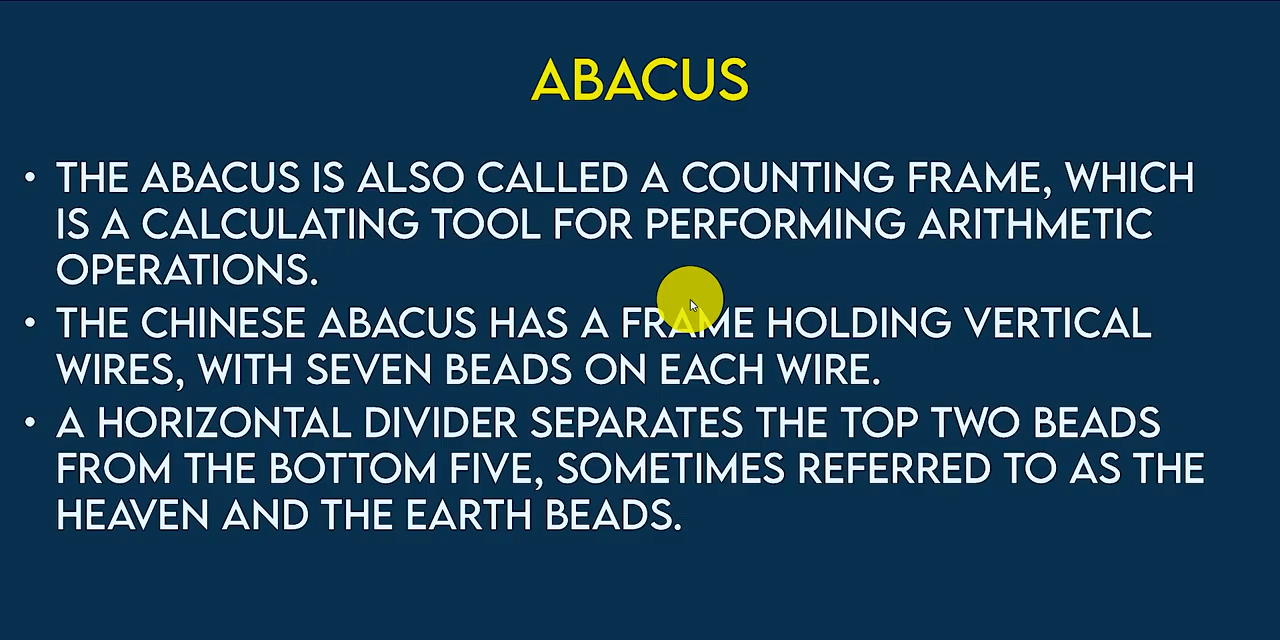 ABACUS
• THE ABACUS IS ALSO CALLED A COUNTING FRAME, WHICH
IS A CALCULATING TOOL FOR PERFORMING ARITHMETIC
OPERATIONS.
• THE CHINESE ABACUS HAS A FRAME HOLDING VERTICAL
WIRES, WITH SEVEN BEADS ON EACH WIRE.
• A HORIZONTAL DIVIDER SEPARATES THE TOP TWO BEADS
FROM THE BOTTOM FIVE, SOMETIMES REFERRED TO AS THE
HEAVEN AND THE EARTH BEADS.